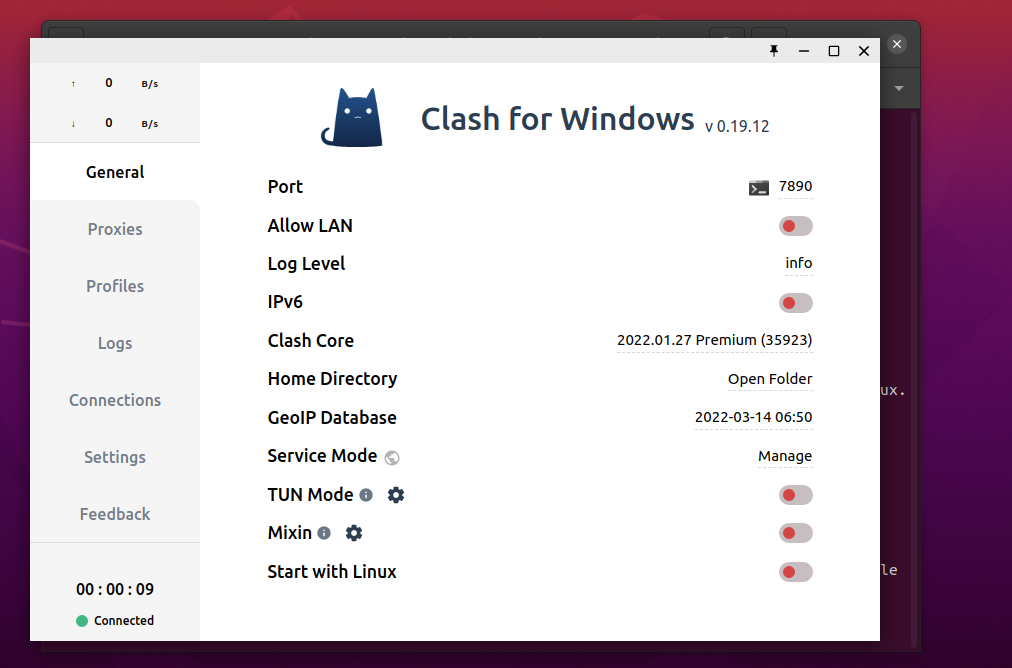 ↑ 0 B/s
↓ 0 B/s
General
Proxies
Profiles
Logs
Connections
Settings
Feedback
00 : 00 : 09
Connected
Clash for Windows v 0.19.12
Port 7890
Allow LAN
Log Level info
IPv6
Clash Core 2022.01.27 Premium (35923)
Home Directory Open Folder
GeoIP Database 2022-03-14 06:50
Service Mode Manage
TUN Mode
Mixin
Start with Linux
ux.
le